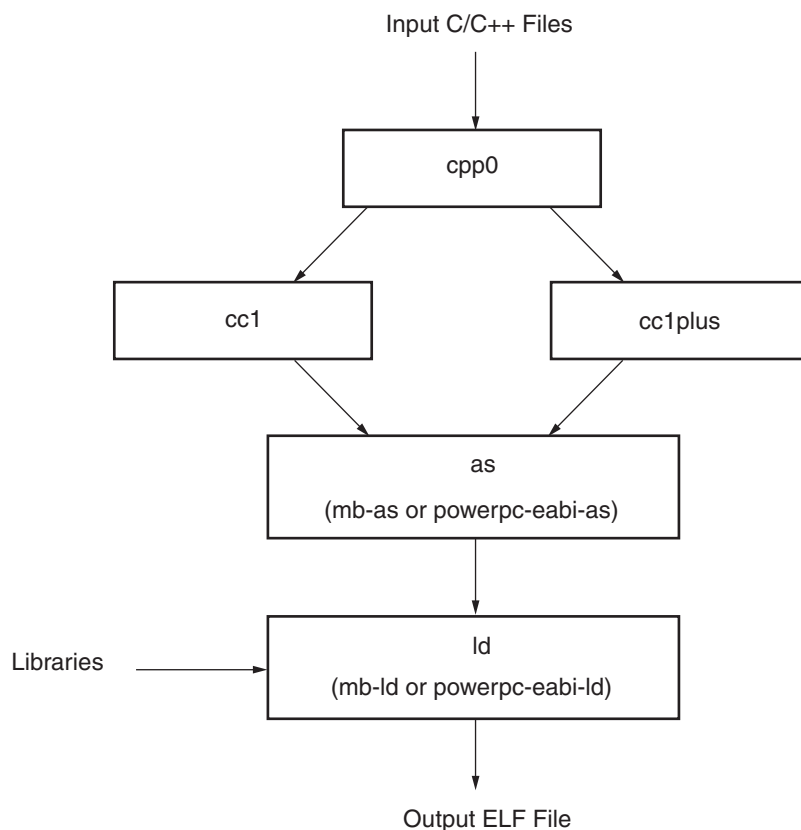 Input C/C++ Files
cpp0
cc1
cc1plus
as
(mb-as or powerpc-eabi-as)
Libraries
ld
(mb-ld or powerpc-eabi-ld)
Output ELF File